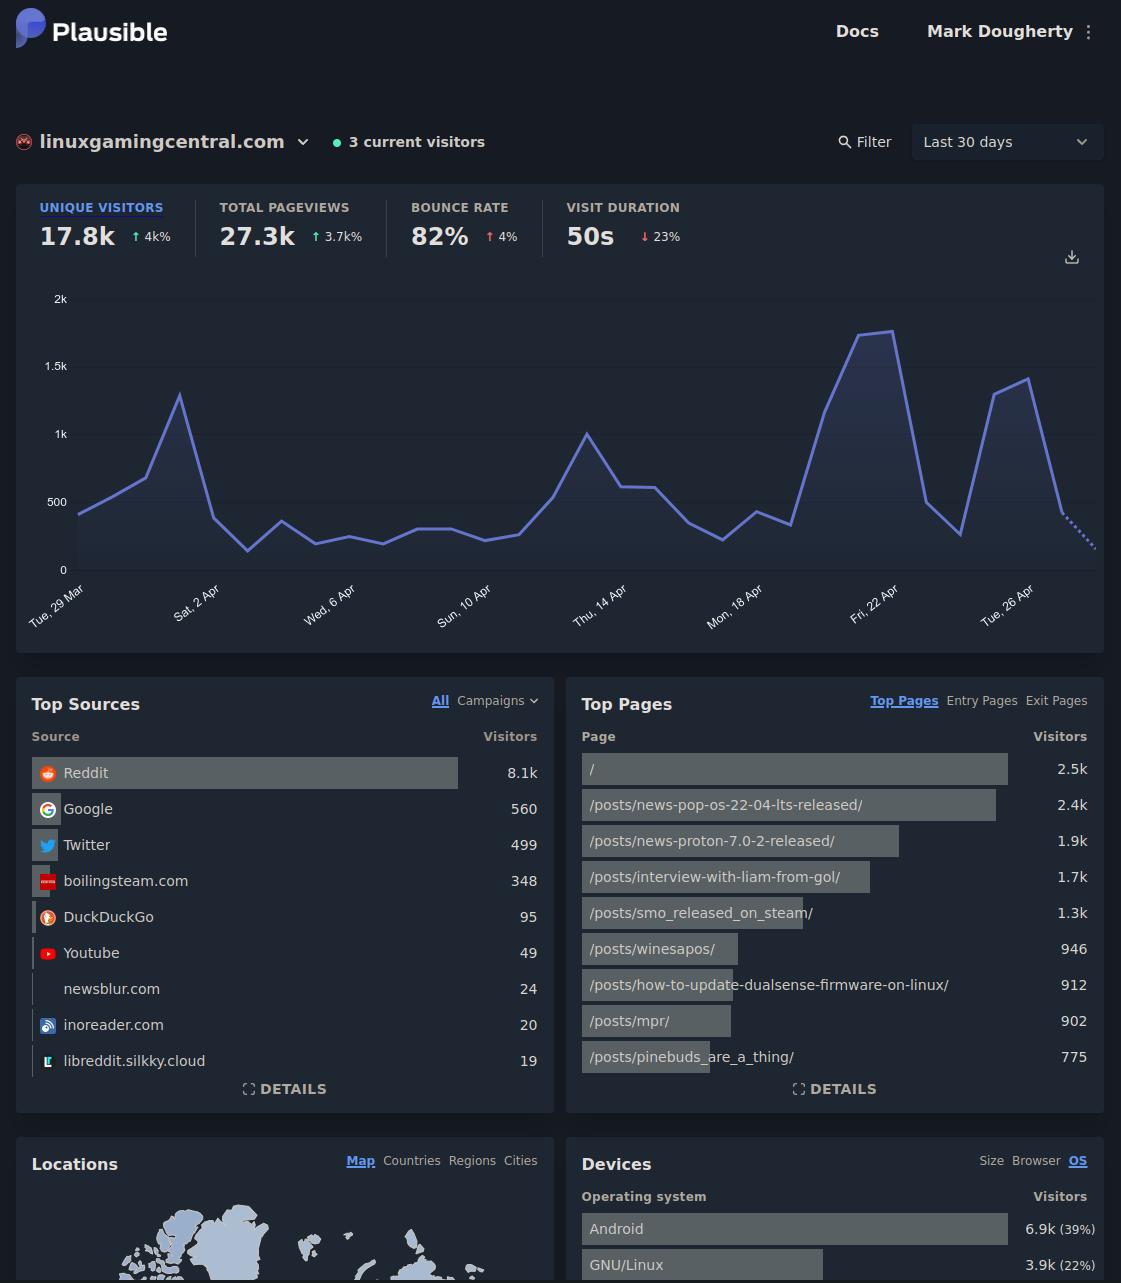 Plausible
Docs
Mark Dougherty
linuxgamingcentral.com
3 current visitors
Filter
Last 30 days
UNIQUE VISITORS
17.8k ↑ 4k%
TOTAL PAGEVIEWS
27.3k ↑ 3.7k%
BOUNCE RATE
82% ↑ 4%
VISIT DURATION
50s ↓ 23%
2k
1.5k
1k
500
0
Tue, 29 Mar
Sat, 2 Apr
Wed, 6 Apr
Sun, 10 Apr
Thu, 14 Apr
Mon, 18 Apr
Fri, 22 Apr
Tue, 26 Apr
Top Sources
All Campaigns
Source Visitors
Reddit 8.1k
Google 560
Twitter 499
boilingsteam.com 348
DuckDuckGo 95
Youtube 49
newsblur.com 24
inoreader.com 20
libreddit.silkky.cloud 19
DETAILS
Top Pages
Top Pages Entry Pages Exit Pages
Page Visitors
/ 2.5k
/posts/news-pop-os-22-04-lts-released/ 2.4k
/posts/news-proton-7.0-2-released/ 1.9k
/posts/interview-with-liam-from-gol/ 1.7k
/posts/smo_released_on_steam/ 1.3k
/posts/winesapos/ 946
/posts/how-to-update-dualsense-firmware-on-linux/ 912
/posts/mpr/ 902
/posts/pinebuds_are_a_thing/ 775
DETAILS
Locations
Map Countries Regions Cities
Devices
Size Browser OS
Operating system Visitors
Android 6.9k (39%)
GNU/Linux 3.9k (22%)